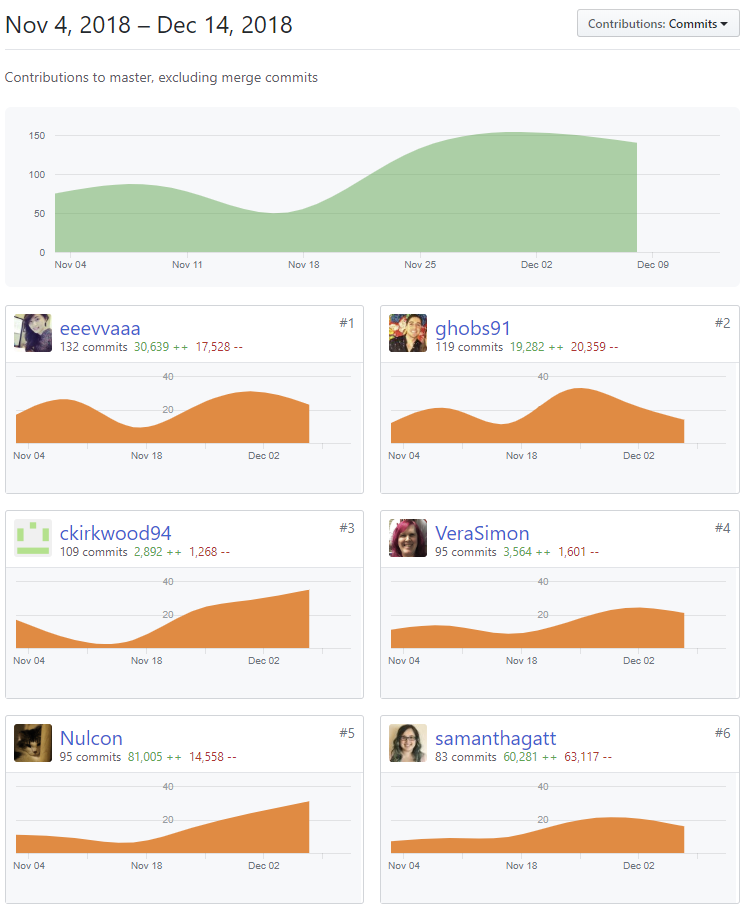 Nov 4, 2018 – Dec 14, 2018
Contributions: Commits
Contributions to master, excluding merge commits
150
100
50
0
Nov 04 Nov 11 Nov 18 Nov 25 Dec 02 Dec 09
eeevvaaa #1
132 commits 30,639 ++ 17,528 --
40
20
Nov 04 Nov 18 Dec 02
ghobs91 #2
119 commits 19,282 ++ 20,359 --
40
20
Nov 04 Nov 18 Dec 02
ckirkwood94 #3
109 commits 2,892 ++ 1,268 --
40
20
Nov 04 Nov 18 Dec 02
VeraSimon #4
95 commits 3,564 ++ 1,601 --
40
20
Nov 04 Nov 18 Dec 02
Nulcon #5
95 commits 81,005 ++ 14,558 --
40
20
Nov 04 Nov 18 Dec 02
samanthagatt #6
83 commits 60,281 ++ 63,117 --
40
20
Nov 04 Nov 18 Dec 02